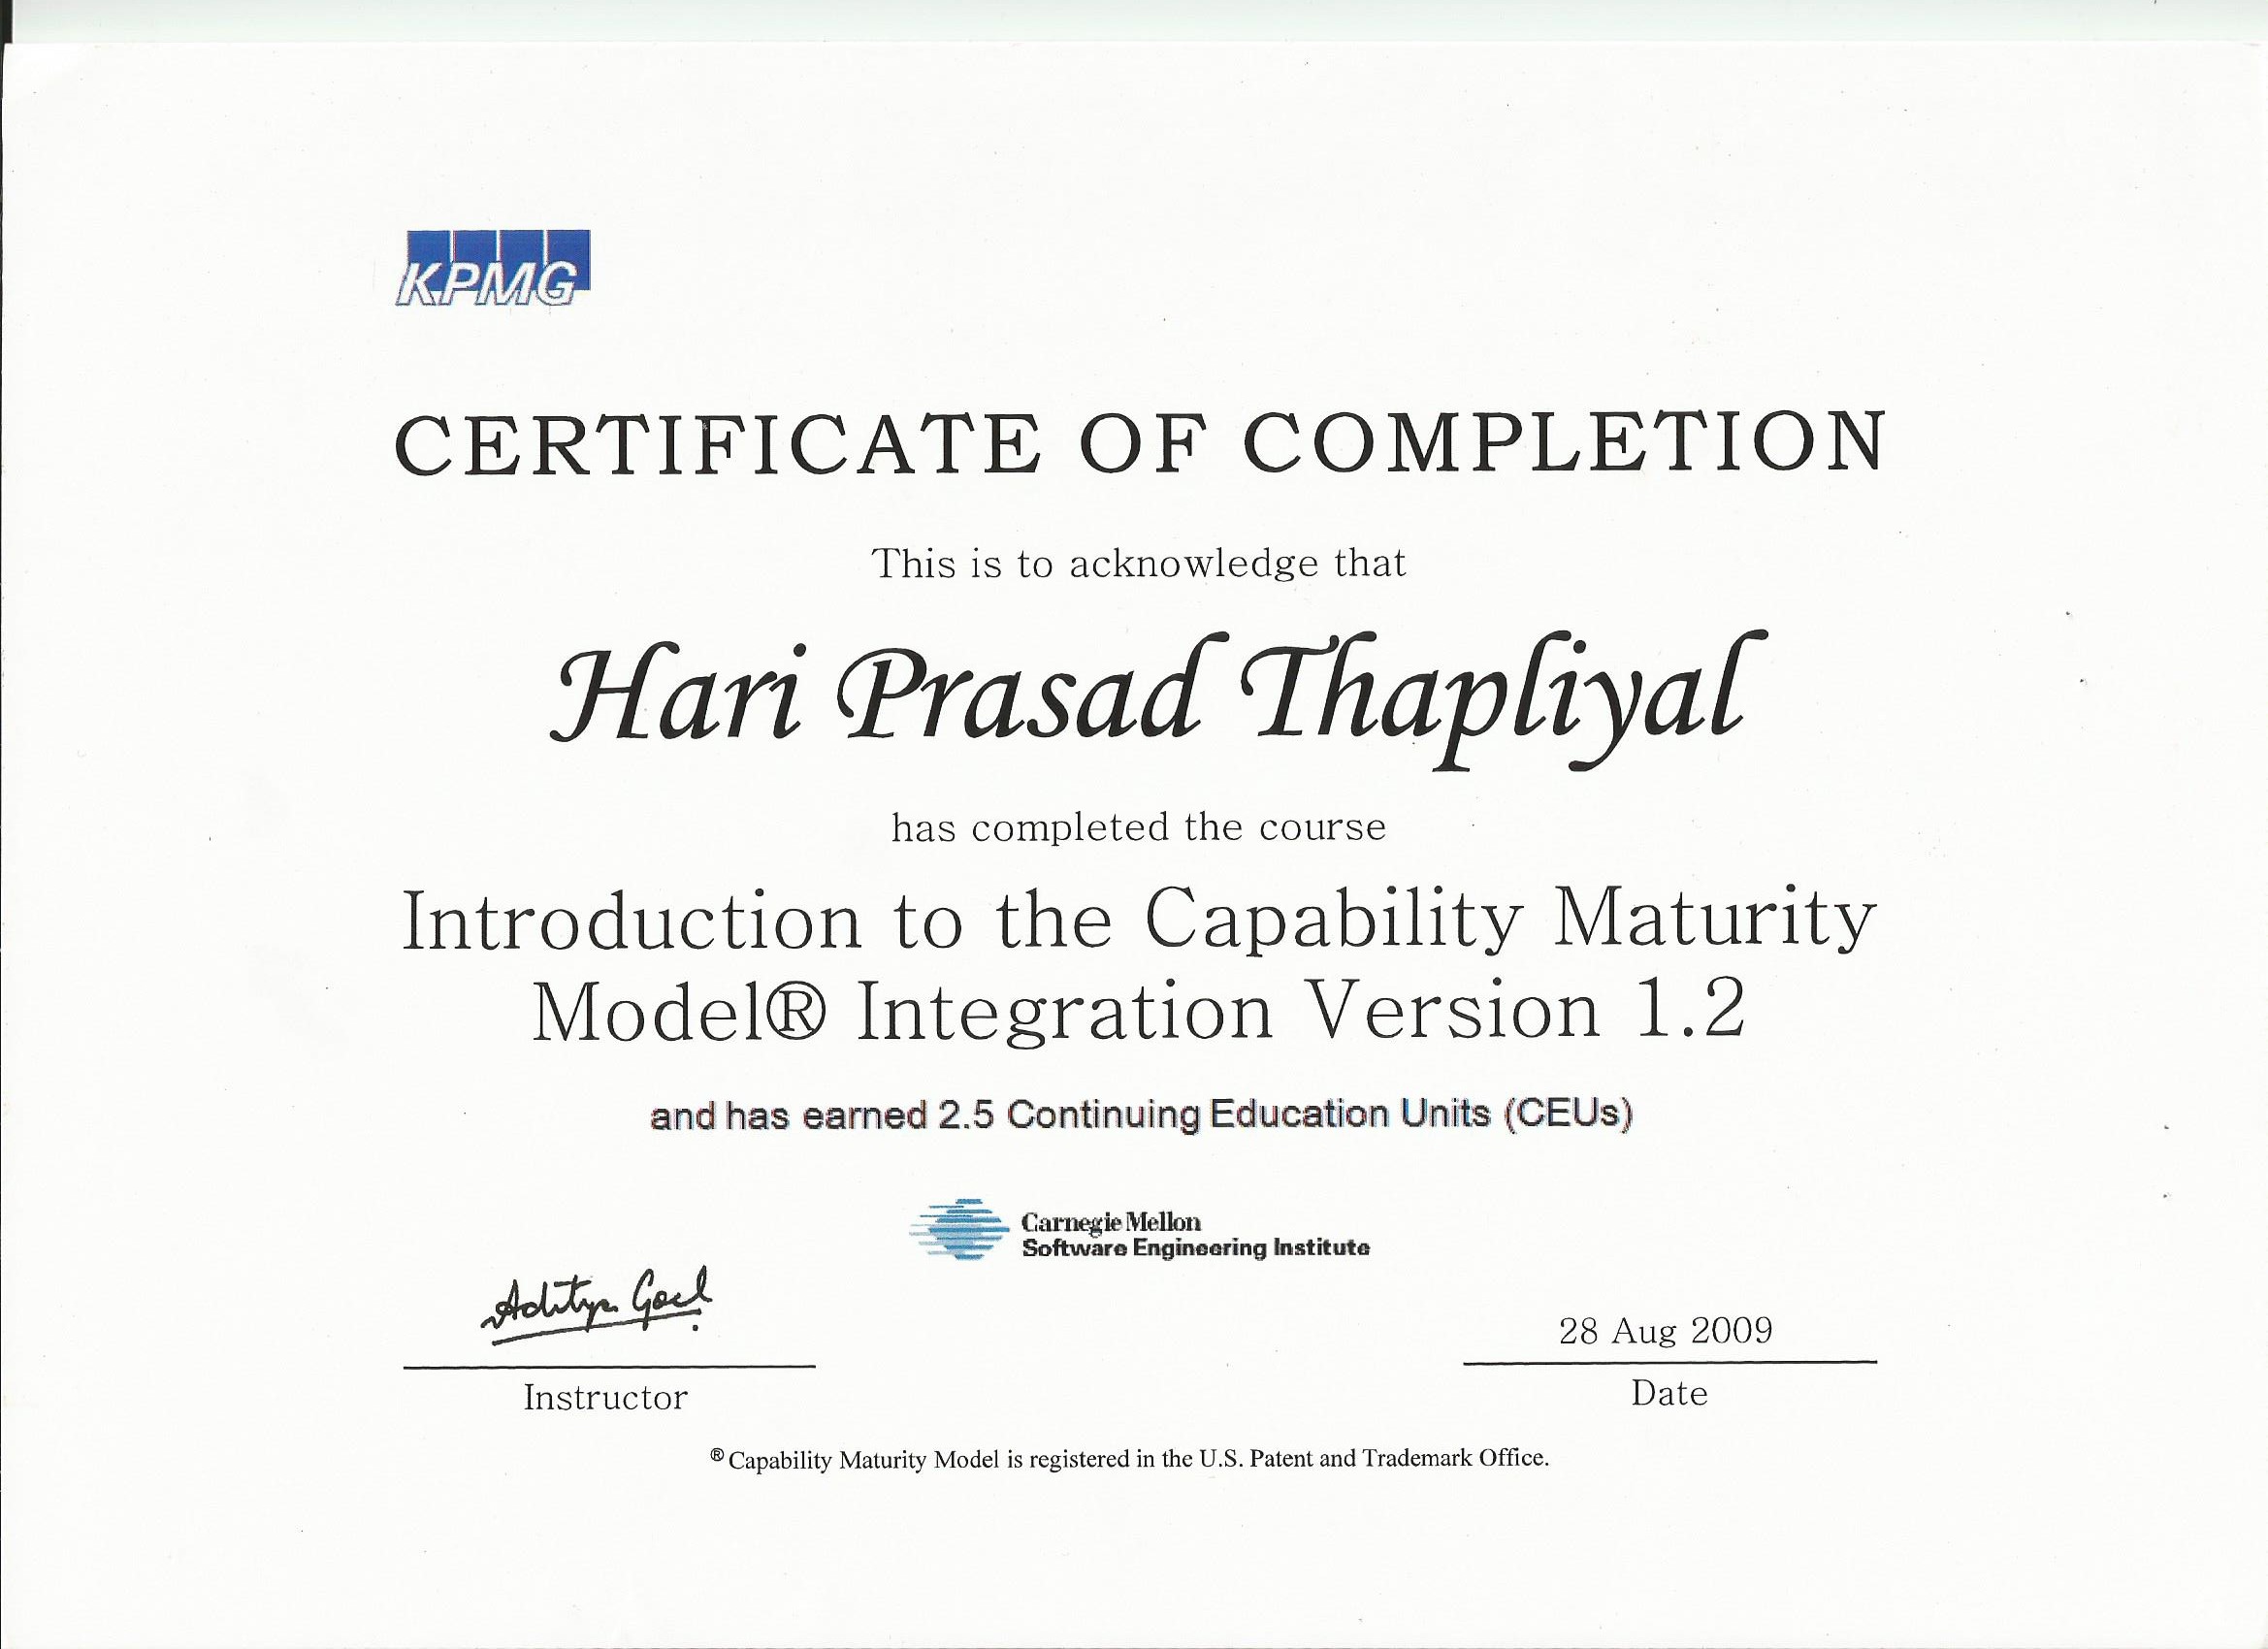 KPMG
CERTIFICATE OF COMPLETION
This is to acknowledge that
Hari Prasad Thapliyal
has completed the course
Introduction to the Capability Maturity
Model® Integration Version 1.2
and has earned 2.5 Continuing Education Units (CEUs)
Carnegie Mellon
Software Engineering Institute
Aditya Goel
28 Aug 2009
Instructor
Date
® Capability Maturity Model is registered in the U.S. Patent and Trademark Office.